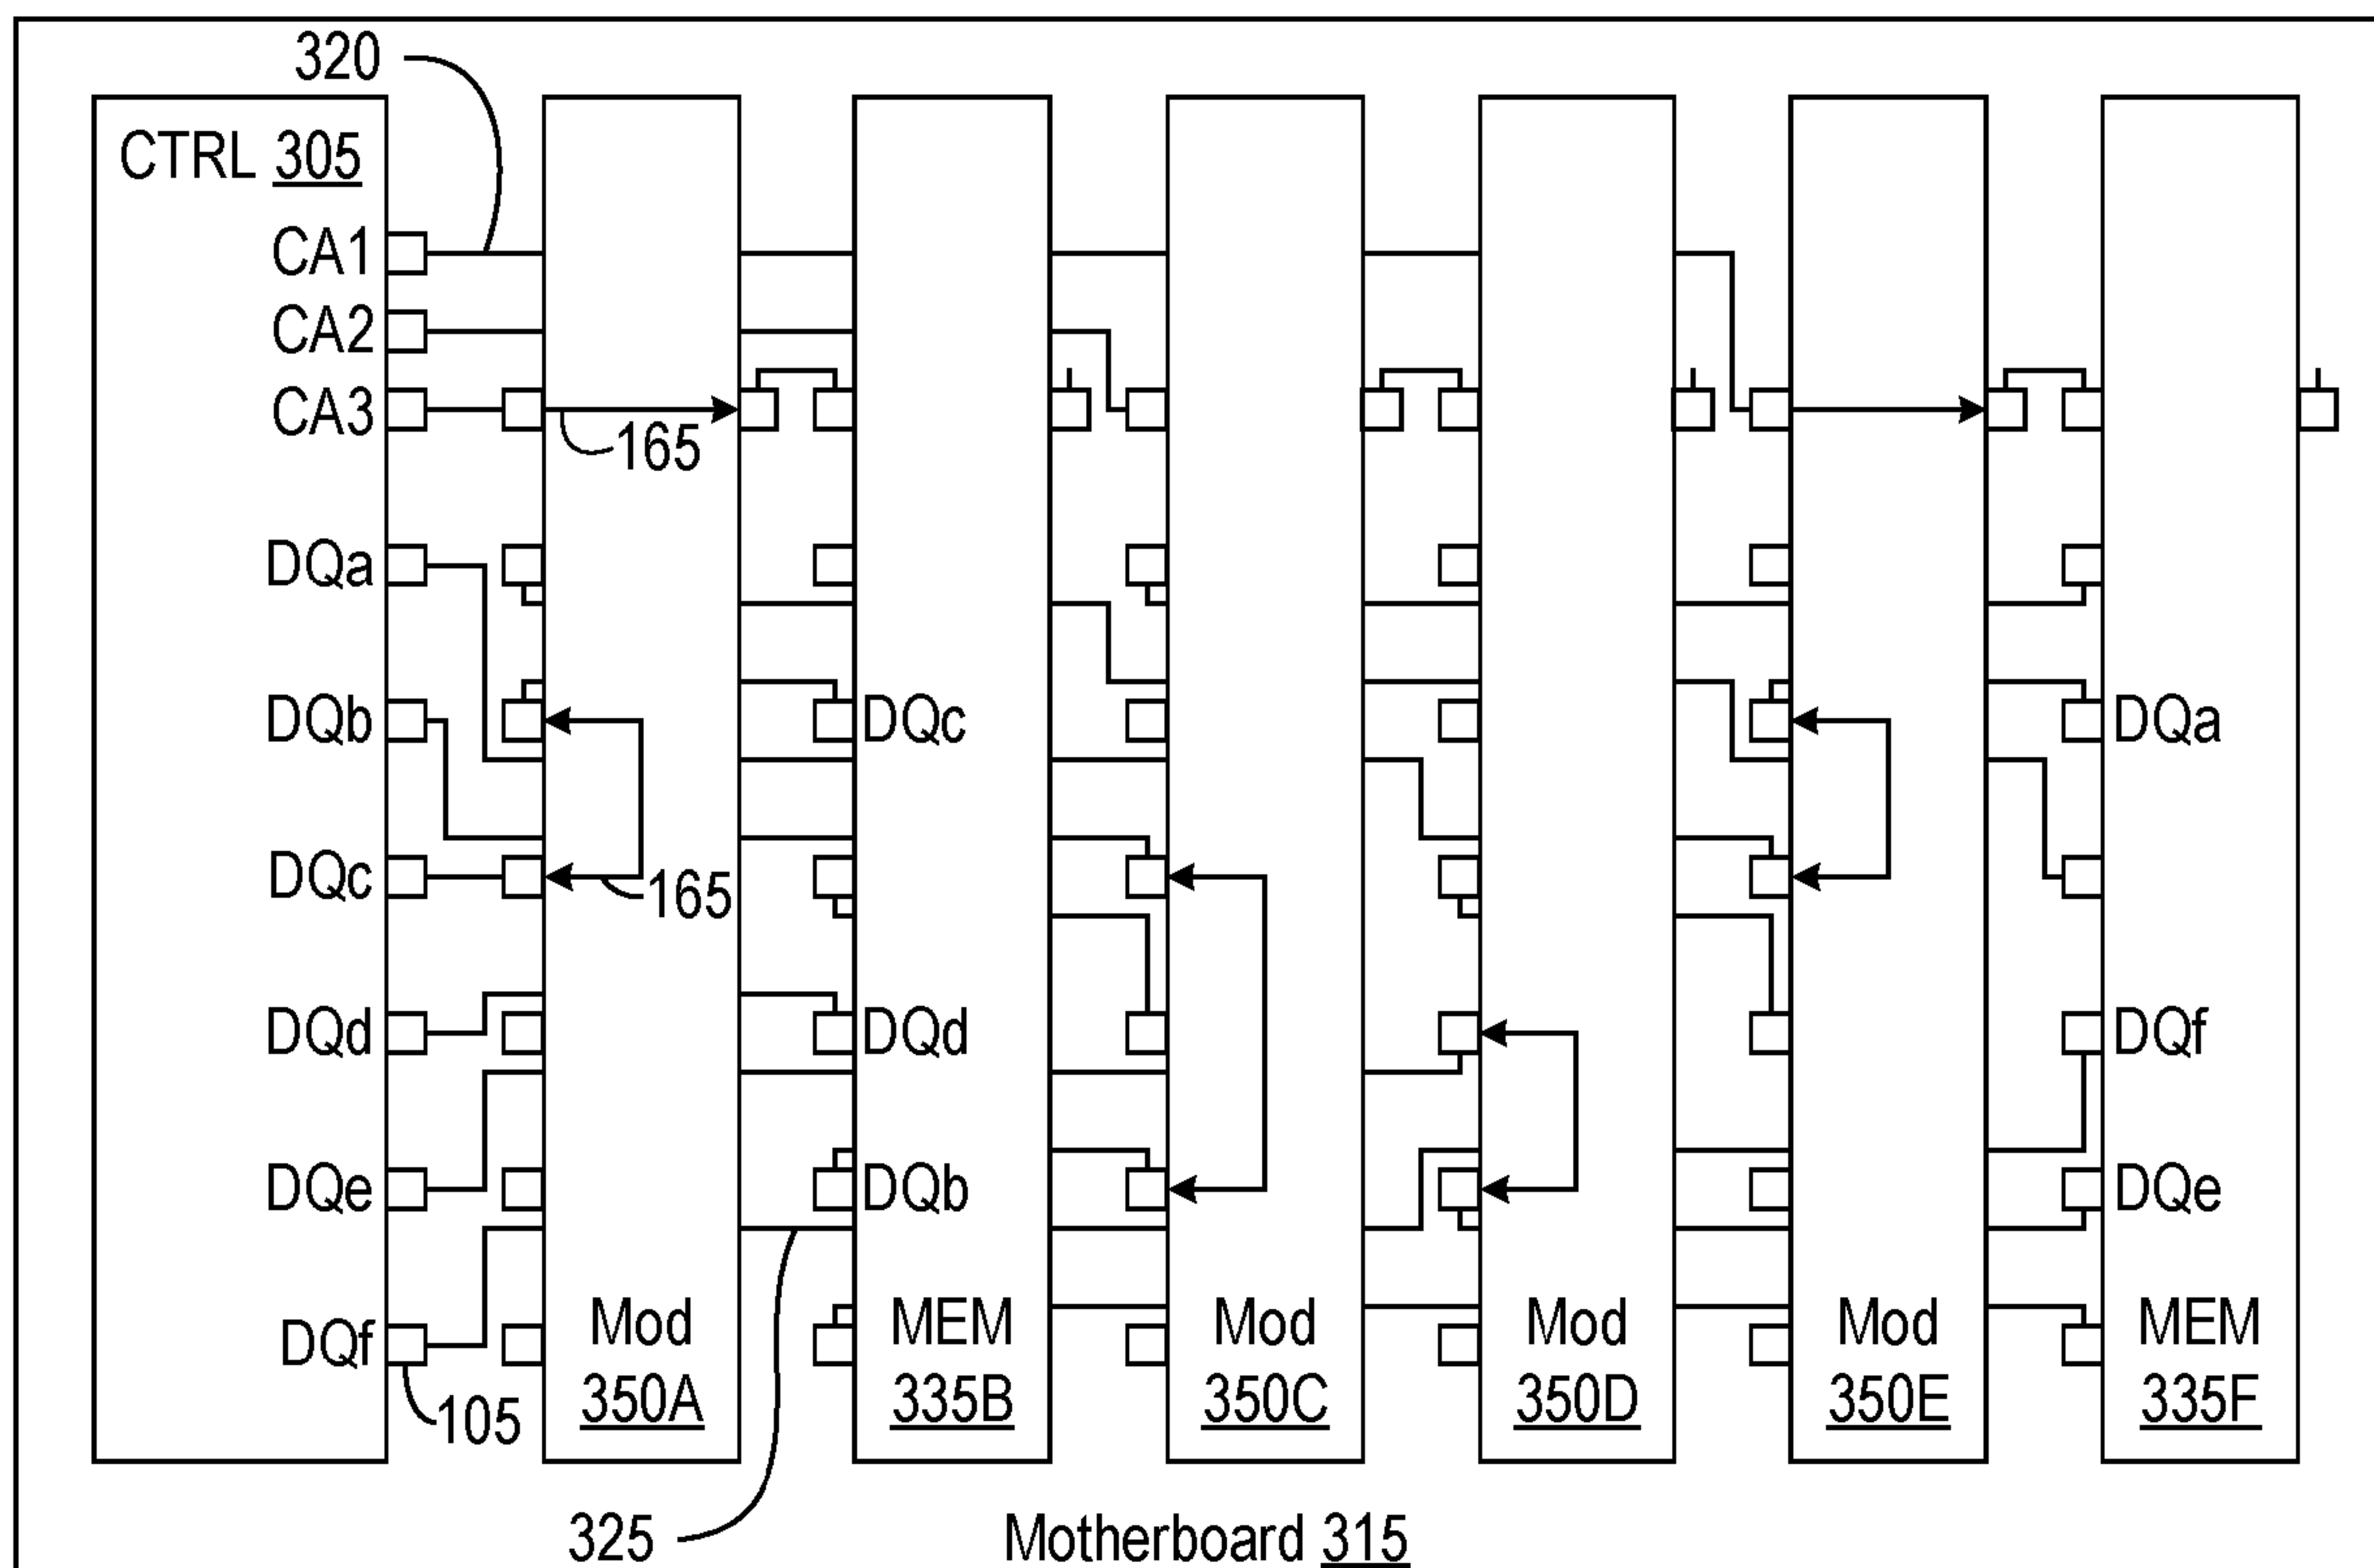 320
CTRL 305
CA1
CA2
CA3
165
DQa
DQb
DQc
DQa
DQc
165
DQd
DQd
DQf
DQe
DQb
DQe
DQf
Mod
350A
MEM
335B
Mod
350C
Mod
350D
Mod
350E
MEM
335F
105
325
Motherboard 315